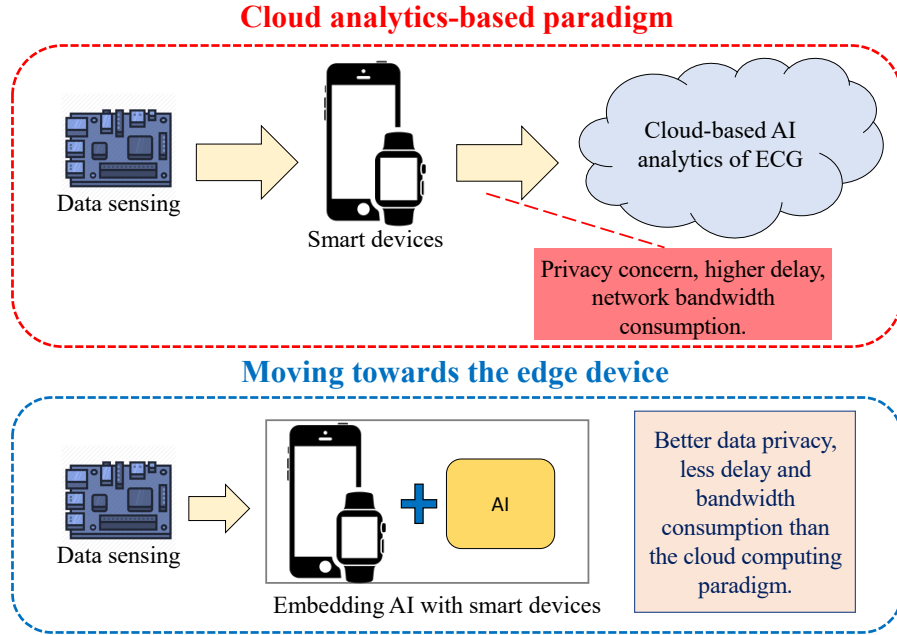 Cloud analytics-based paradigm
Data sensing
Smart devices
Cloud-based AI
analytics of ECG
Privacy concern, higher delay,
network bandwidth
consumption.
Moving towards the edge device
Data sensing
AI
Embedding AI with smart devices
Better data privacy,
less delay and
bandwidth
consumption than
the cloud computing
paradigm.